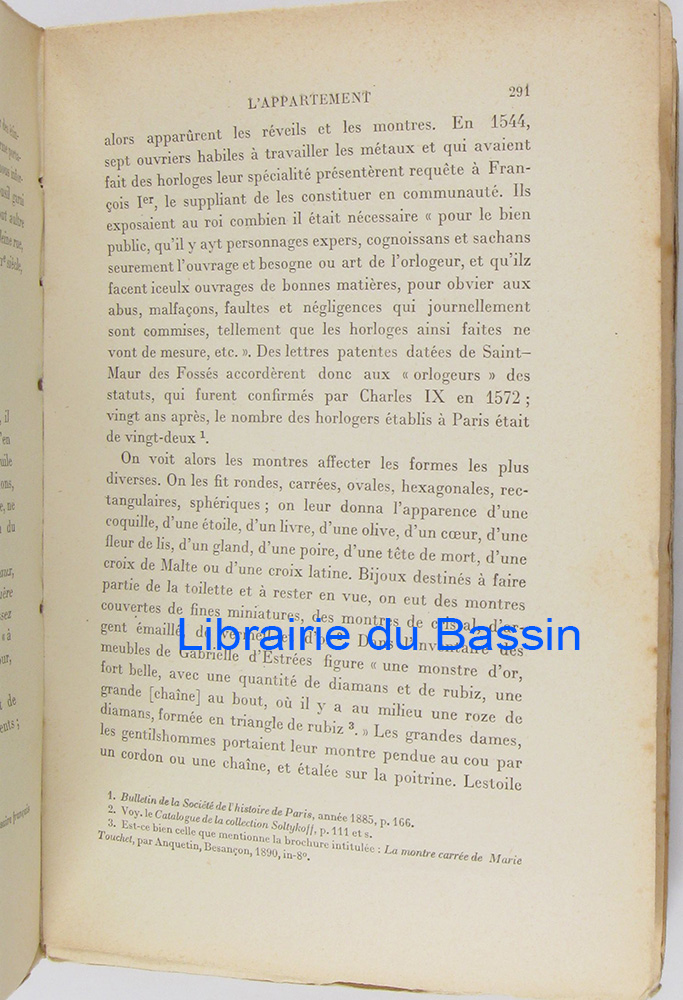 L'APPARTEMENT 291
alors apparûrent les réveils et les montres. En 1544,
sept ouvriers habiles à travailler les métaux et qui avaient
fait des horloges leur spécialité présentèrent requête à Fran-
çois Ier, le suppliant de les constituer en communauté. Ils
exposaient au roi combien il était nécessaire « pour le bien
public, qu'il y ayt personnages expers, cognoissans et sachans
seurement l'ouvrage et besogne ou art de l'orlogeur, et qu'ilz
facent iceulx ouvrages de bonnes matières, pour obvier aux
abus, malfaçons, faultes et négligences qui journellement
sont commises, tellement que les horloges ainsi faites ne
vont de mesure, etc. ». Des lettres patentes datées de Saint-
Maur des Fossés accordèrent donc aux « orlogeurs » des
statuts, qui furent confirmés par Charles IX en 1572 ;
vingt ans après, le nombre des horlogers établis à Paris était
de vingt-deux 1.
On voit alors les montres affecter les formes les plus
diverses. On les fit rondes, carrées, ovales, hexagonales, rec-
tangulaires, sphériques ; on leur donna l'apparence d'une
coquille, d'une étoile, d'un livre, d'une olive, d'un cœur, d'une
fleur de lis, d'un gland, d'une poire, d'une tête de mort, d'une
croix de Malte ou d'une croix latine. Bijoux destinés à faire
partie de la toilette et à rester en vue, on eut des montres
couvertes de fines miniatures, des montres de cristal, d'ar-
gent émaillé, de Dans l'inventaire des
Librairie du Bassin
meubles de Gabrielle d'Estrées figure « une monstre d'or,
fort belle, avec une quantité de diamans et de rubiz, une
grande [chaîne] au bout, où il y a au milieu une roze de
diamans, formée en triangle de rubiz 3. » Les grandes dames,
les gentilshommes portaient leur montre pendue au cou par
un cordon ou une chaîne, et étalée sur la poitrine. Lestoile
1. Bulletin de la Société de l'histoire de Paris, année 1885, p. 166.
2. Voy. le Catalogue de la collection Soltykoff, p. 111 et s.
3. Est-ce bien celle que mentionne la brochure intitulée : La montre carrée de Marie
Touchet, par Anquetin, Besançon, 1890, in-8º.